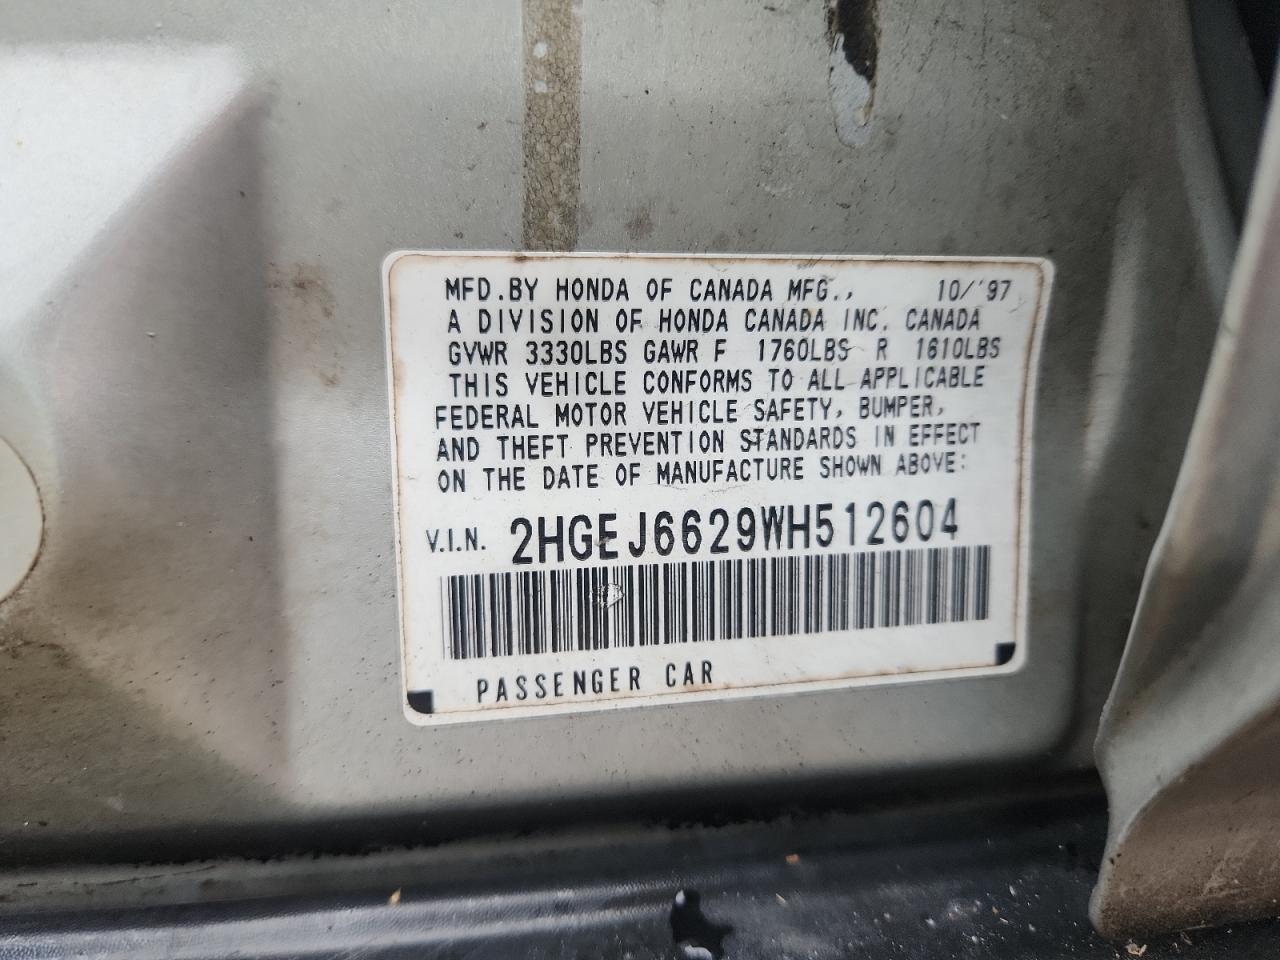 MFD.BY HONDA OF CANADA MFG., 10/'97
A DIVISION OF HONDA CANADA INC. CANADA
GVWR 3330LBS GAWR F 1760LBS R 1610LBS
THIS VEHICLE CONFORMS TO ALL APPLICABLE
FEDERAL MOTOR VEHICLE SAFETY, BUMPER,
AND THEFT PREVENTION STANDARDS IN EFFECT
ON THE DATE OF MANUFACTURE SHOWN ABOVE:
V.I.N. 2HGEJ6629WH512604
PASSENGER CAR